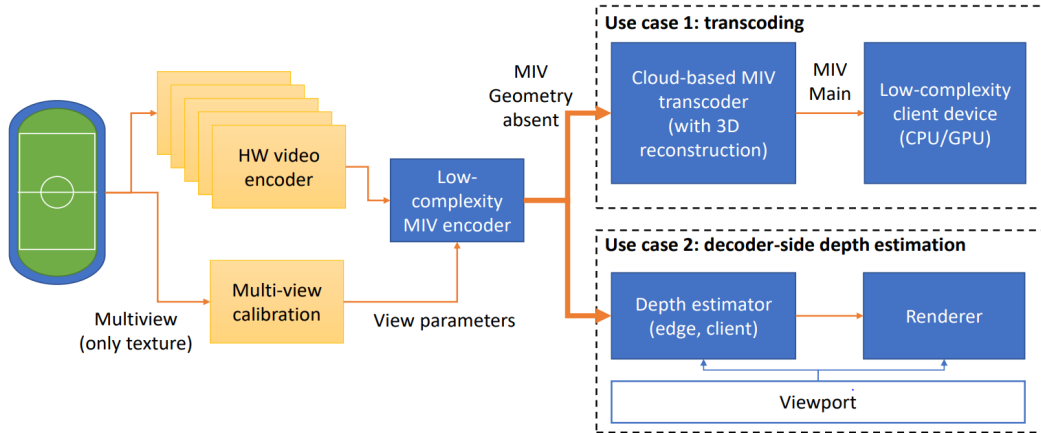 Use case 1: transcoding
MIV
Geometry
absent
Cloud-based MIV
transcoder
(with 3D
reconstruction)
MIV
Main
Low-complexity
client device
(CPU/GPU)
HW video
encoder
Low-
complexity
MIV encoder
Multi-view
calibration
Multiview
(only texture)
View parameters
Use case 2: decoder-side depth estimation
Depth estimator
(edge, client)
Renderer
Viewport